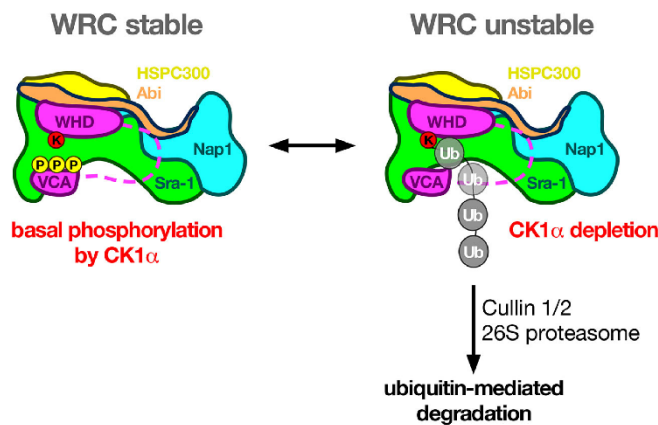 WRC stable
HSPC300
Abi
WHD
K
Nap1
P P P
VCA
Sra-1
basal phosphorylation
by CK1α
WRC unstable
HSPC300
Abi
WHD
K
Ub
Nap1
VCA
Ub
Sra-1
Ub
Ub
CK1α depletion
Cullin 1/2
26S proteasome
ubiquitin-mediated
degradation